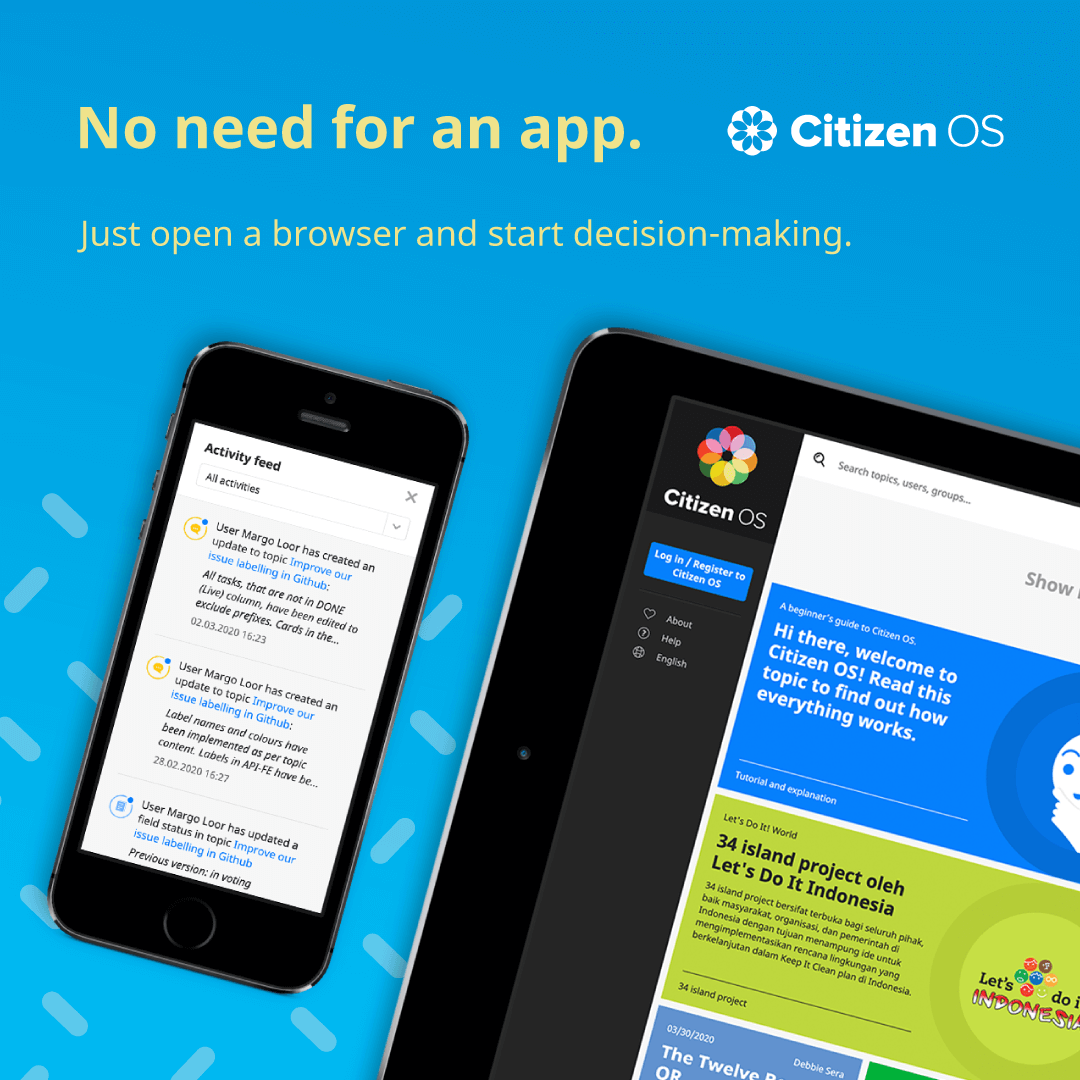 No need for an app.
Citizen OS
Just open a browser and start decision-making.
Activity feed
All activities
User Margo Loor has created an
update to topic Improve our
issue labelling in Github:
All tasks, that are not in DONE
(Live) column, have been edited to
exclude prefixes. Cards in the...
02.03.2020 16:23
User Margo Loor has created an
update to topic Improve our
issue labelling in Github:
Label names and colours have
been implemented as per topic
content. Labels in API-FE have be...
28.02.2020 16:27
User Margo Loor has updated a
field status in topic Improve our
issue labelling in Github
Previous version: in voting
Citizen OS
Log in / Register to
Citizen OS
About
Help
English
Search topics, users, groups...
Show
A beginner's guide to Citizen OS.
Hi there, welcome to
Citizen OS! Read this
topic to find out how
everything works.
Tutorial and explanation
Let's Do It! World
34 island project oleh
Let's Do It Indonesia
34 island project bersifat terbuka bagi seluruh pihak,
baik masyarakat, organisasi, dan pemerintah di
Indonesia dengan tujuan menampung ide untuk
mengimplementasikan rencana lingkungan yang
berkelanjutan dalam Keep It Clean plan di Indonesia.
34 island project
Let's do i
INDONESIA
03/30/2020
Debbie Sera
The Twelve
OR